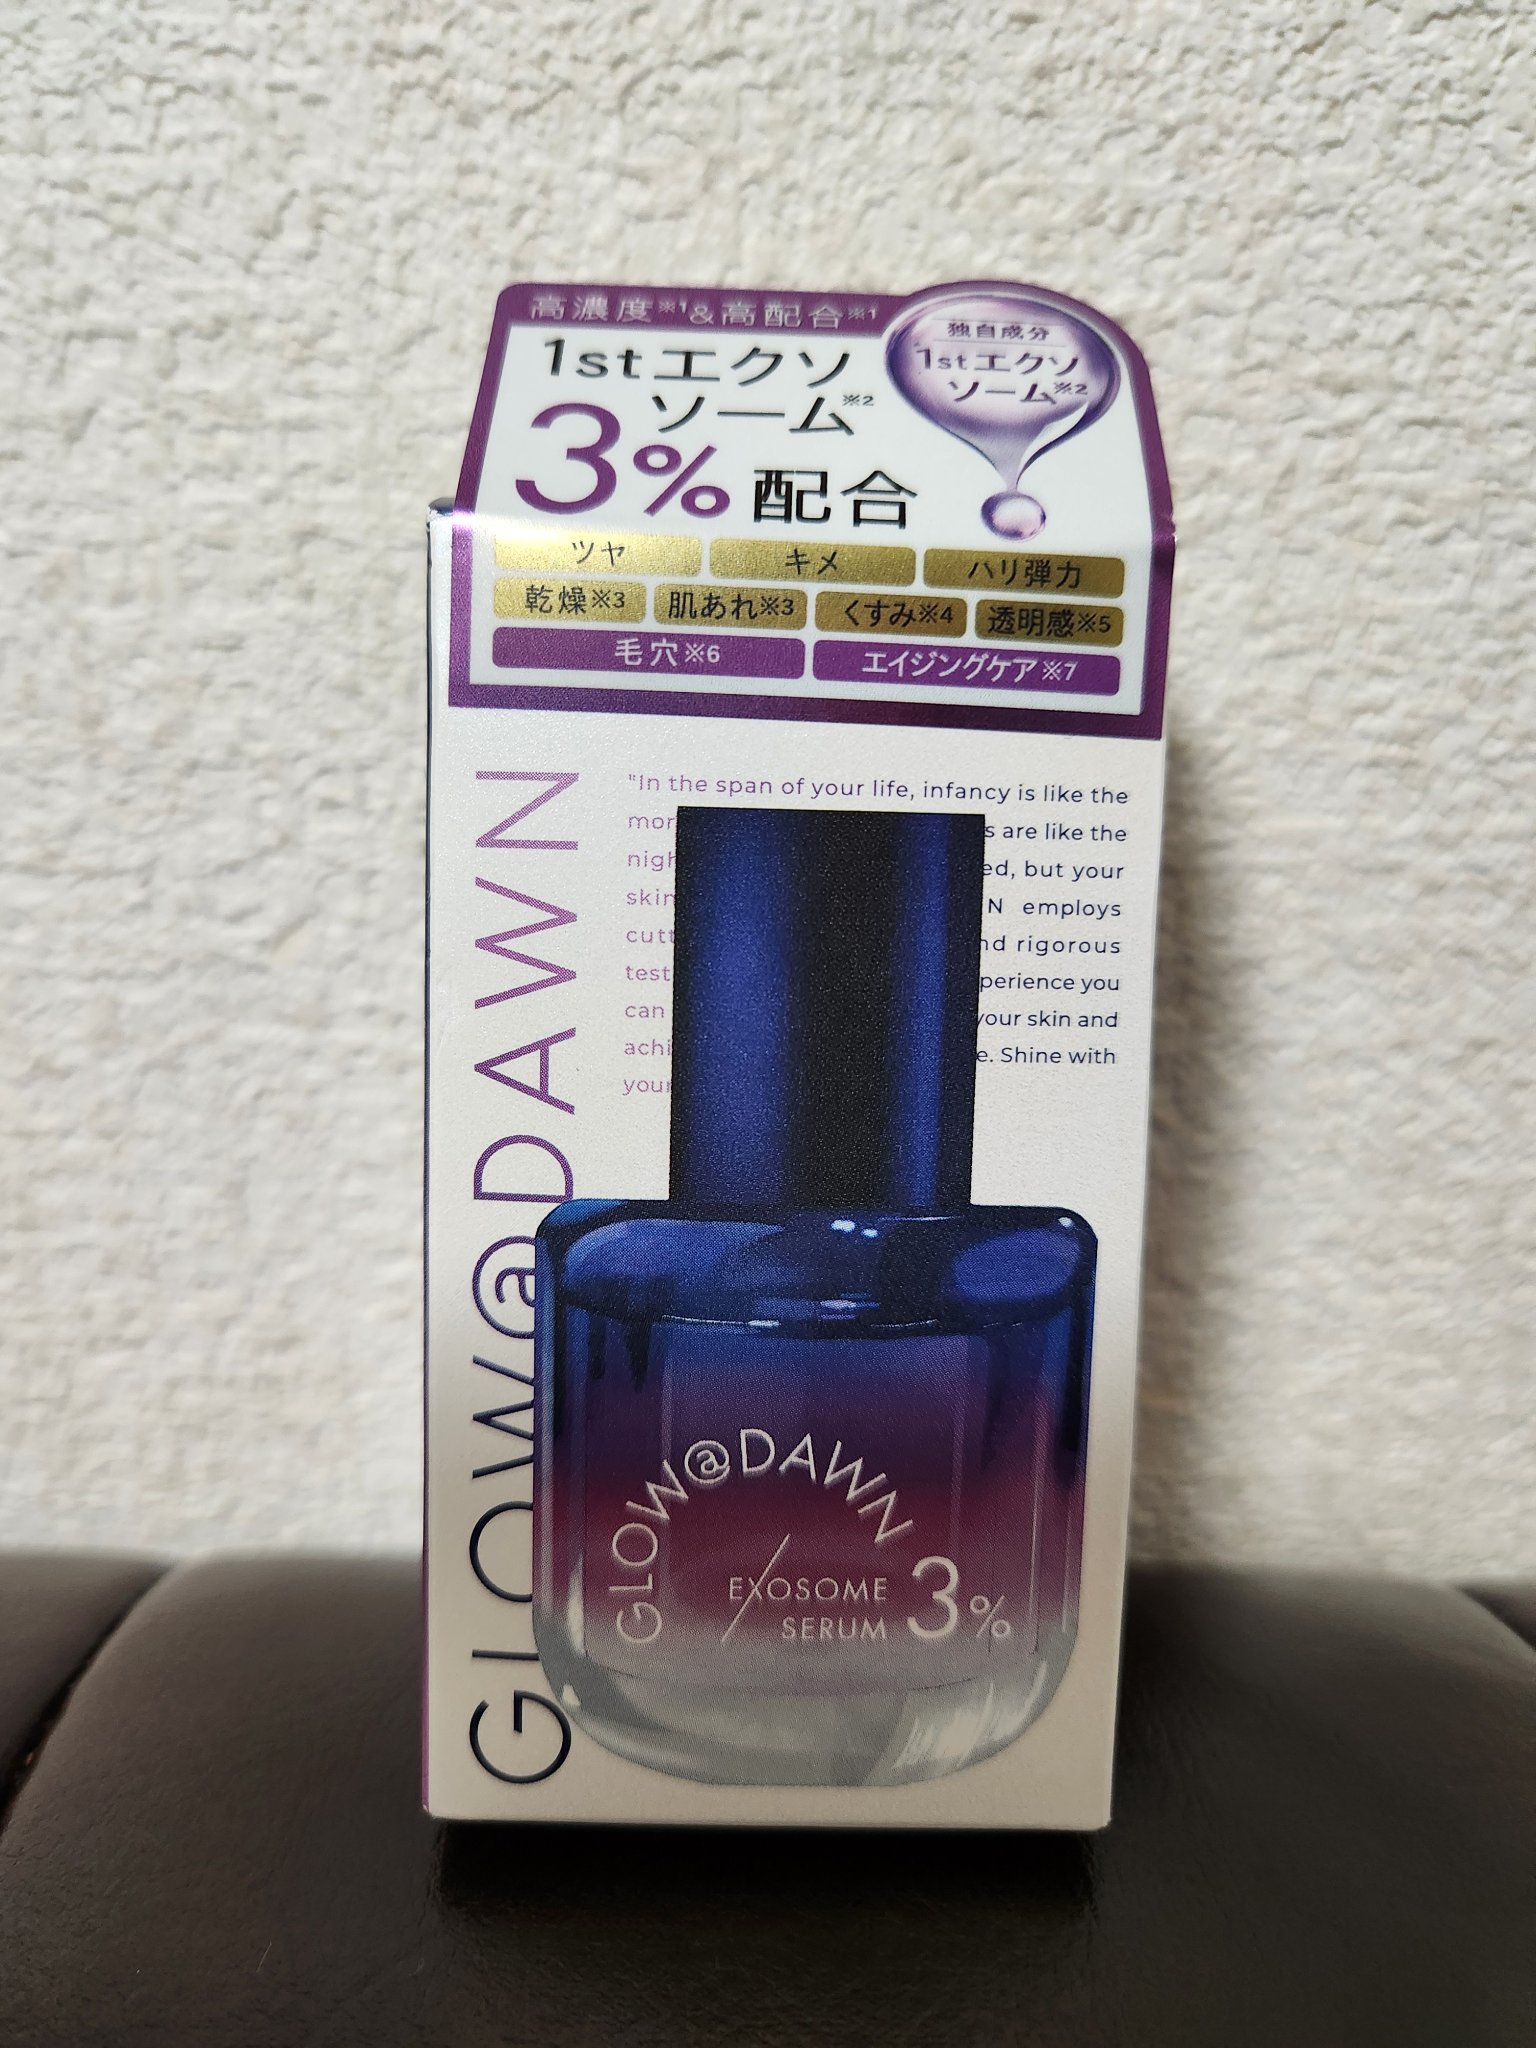 高濃度※1&高配合※1
1stエクソ
ソーム※2
3%配合
独自成分
1stエクソ
ソーム※2
ツヤ キメ ハリ弾力
乾燥※3 肌あれ※3 くすみ※4 透明感※5
毛穴※6 エイジングケア※7
GLOW@DAWN
"In the span of your life, infancy is like the
are like the
but your
skin employs
rigorous
test you
can your skin and
Shine with
your
GLOW@DAWN
EXOSOME
SERUM 3%